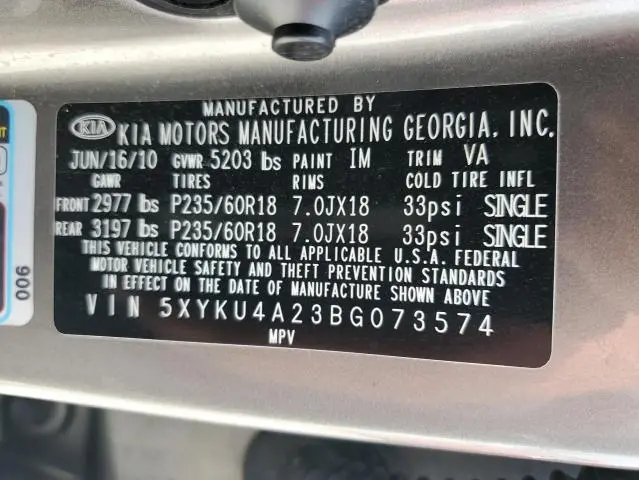 MANUFACTURED BY
KIA KIA MOTORS MANUFACTURING GEORGIA, INC.
JUN/16/10 GVWR 5203 lbs PAINT IM TRIM VA
GAWR TIRES RIMS COLD TIRE INFL
FRONT 2977 lbs P235/60R18 7.0JX18 33psi SINGLE
REAR 3197 lbs P235/60R18 7.0JX18 33psi SINGLE
THIS VEHICLE CONFORMS TO ALL APPLICABLE U.S.A. FEDERAL
MOTOR VEHICLE SAFETY AND THEFT PREVENTION STANDARDS
IN EFFECT ON THE DATE OF MANUFACTURE SHOWN ABOVE
VIN 5XYKU4A23BG073574
MPV
006